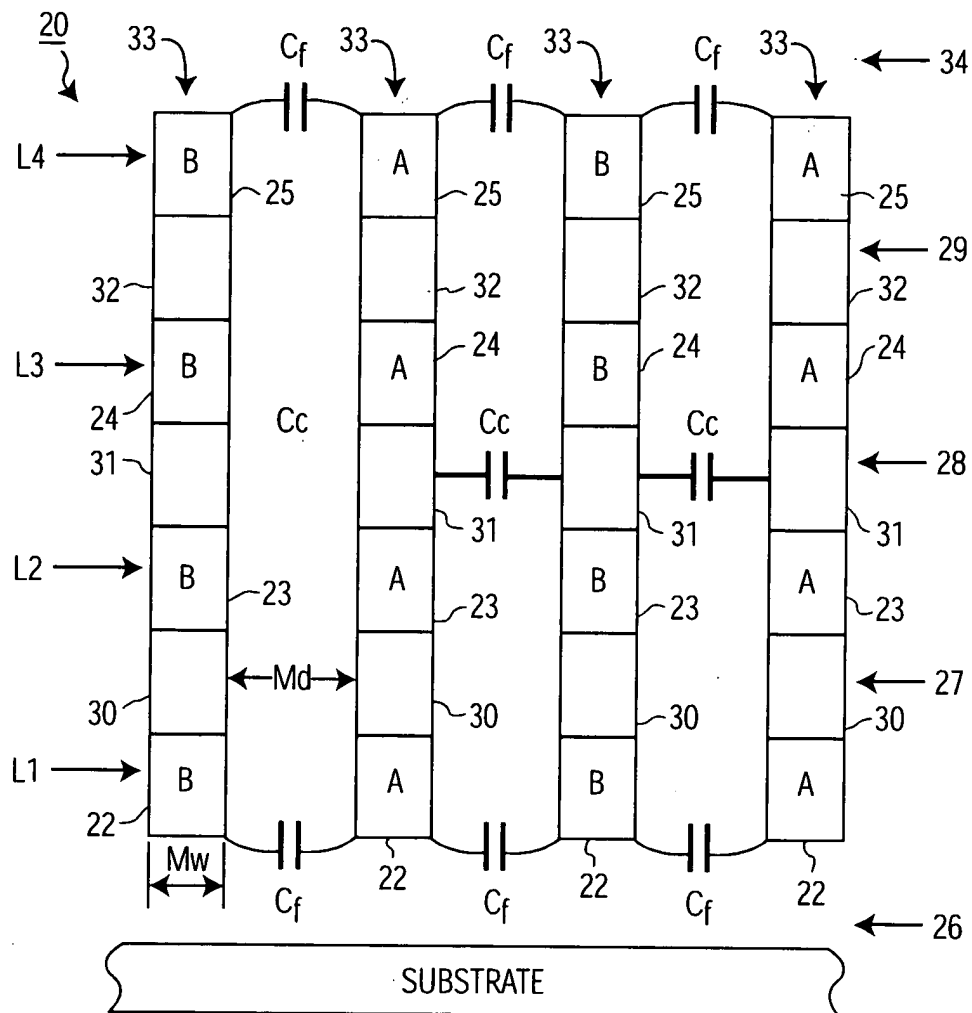 20
33 Cf 33 Cf 33 Cf 33
34
L4 B A B A
25 25 25 25
29
32 32 32 32
L3 B A B A
24 24 24 24
Cc Cc Cc
31 28
31 31 31
L2 B A B A
23 23 23 23
Md
30 30 30 30
27
L1 B A B A
22 22 22 22
Mw
Cf Cf Cf
26
SUBSTRATE